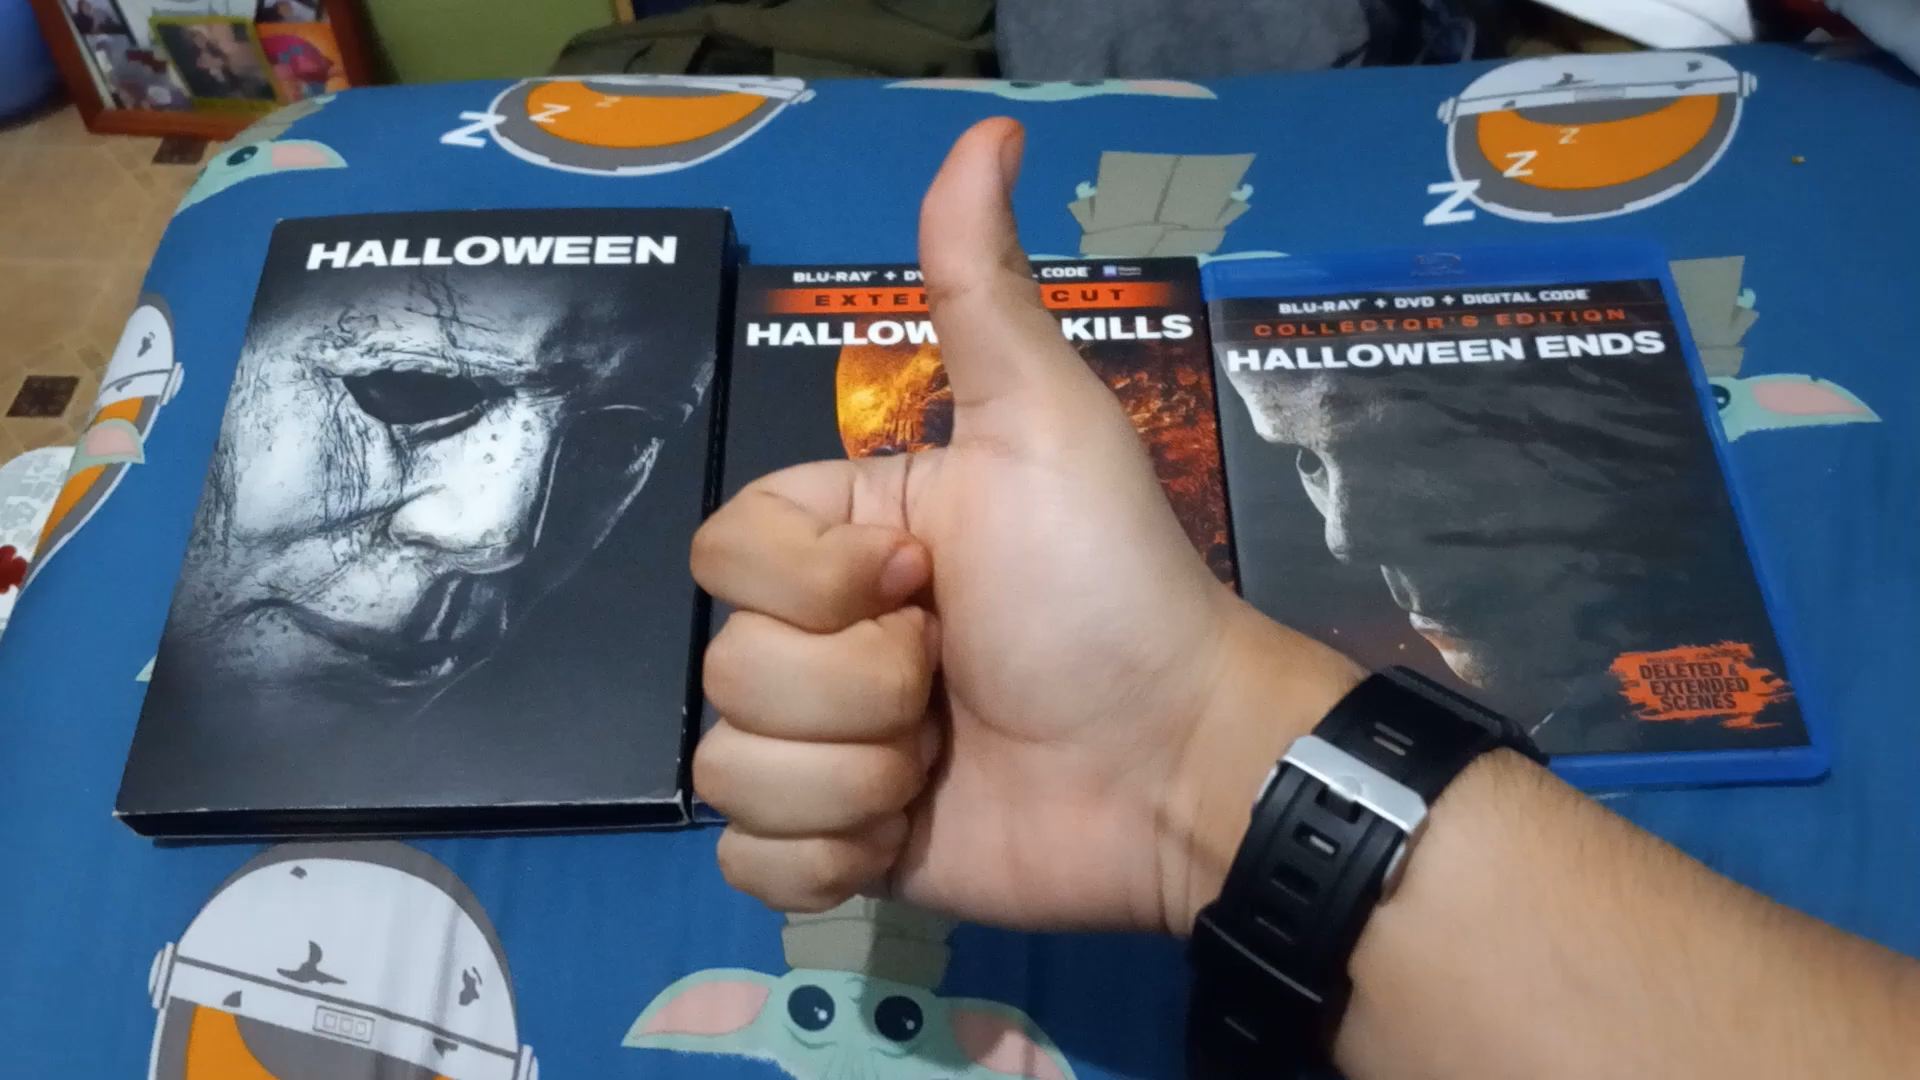 HALLOWEEN
BLU-RAY + DV CODE
EXTE CUT
HALLOW KILLS
BLU-RAY + DVD + DIGITAL CODE
COLLECTOR'S EDITION
HALLOWEEN ENDS
DELETED &
EXTENDED
SCENES
Z
Z
Z
Z
Z
Z